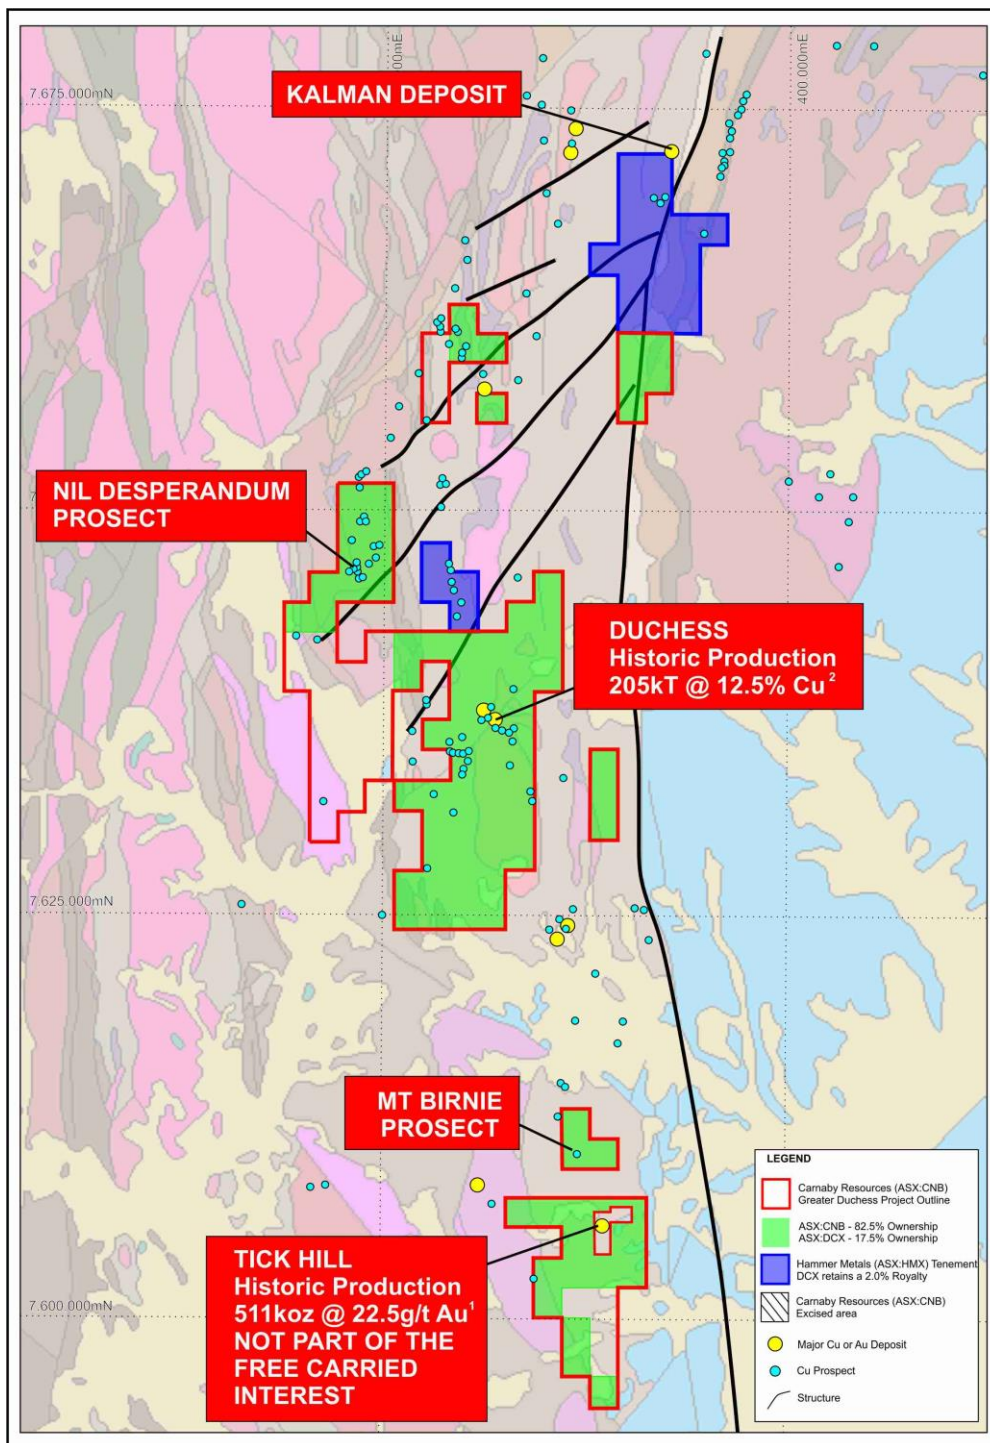 00mE
400 000mE
7.675.000mN
KALMAN DEPOSIT
NIL DESPERANDUM
PROSECT
DUCHESS
Historic Production
205kT @ 12.5% Cu²
7.625.000mN
MT BIRNIE
PROSECT
TICK HILL
Historic Production
511koz @ 22.5g/t Au¹
NOT PART OF THE
FREE CARRIED
INTEREST
7.600 000mN
LEGEND
Carnaby Resources (ASX:CNB)
Greater Duchess Project Outline
ASX:CNB - 82.5% Ownership
ASX:DCX - 17.5% Ownership
Hammer Metals (ASX:HMX) Tenement
DCX retains a 2.0% Royalty
Carnaby Resources (ASX:CNB)
Excised area
Major Cu or Au Deposit
Cu Prospect
Structure